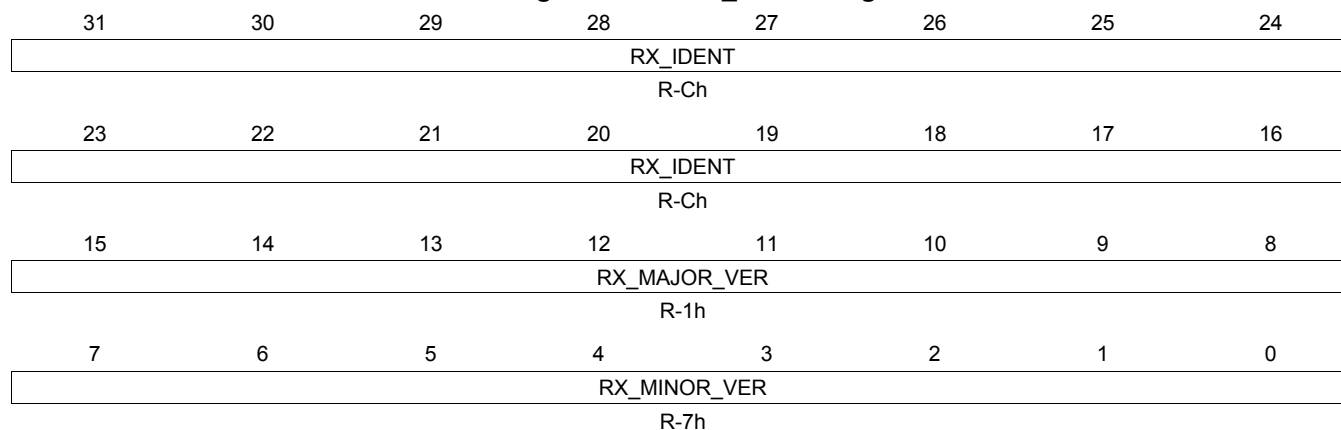 31 30 29 28 27 26 25 24
RX_IDENT
R-Ch
23 22 21 20 19 18 17 16
RX_IDENT
R-Ch
15 14 13 12 11 10 9 8
RX_MAJOR_VER
R-1h
7 6 5 4 3 2 1 0
RX_MINOR_VER
R-7h